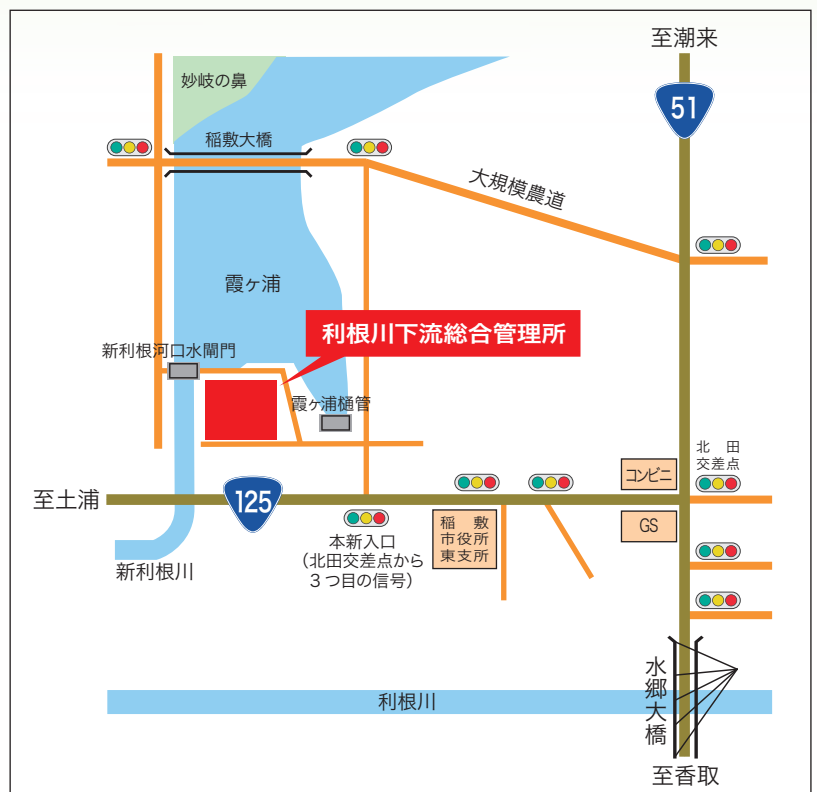 至潮来
51
妙岐の鼻
稲敷大橋
大規模農道
霞ヶ浦
利根川下流総合管理所
新利根河口水閘門
霞ヶ浦樋管
北　田
交差点
コンビニ
至土浦
125
稲　敷
市役所
東支所
GS
本新入口
（北田交差点から
３つ目の信号）
新利根川
水郷大橋
利根川
至香取